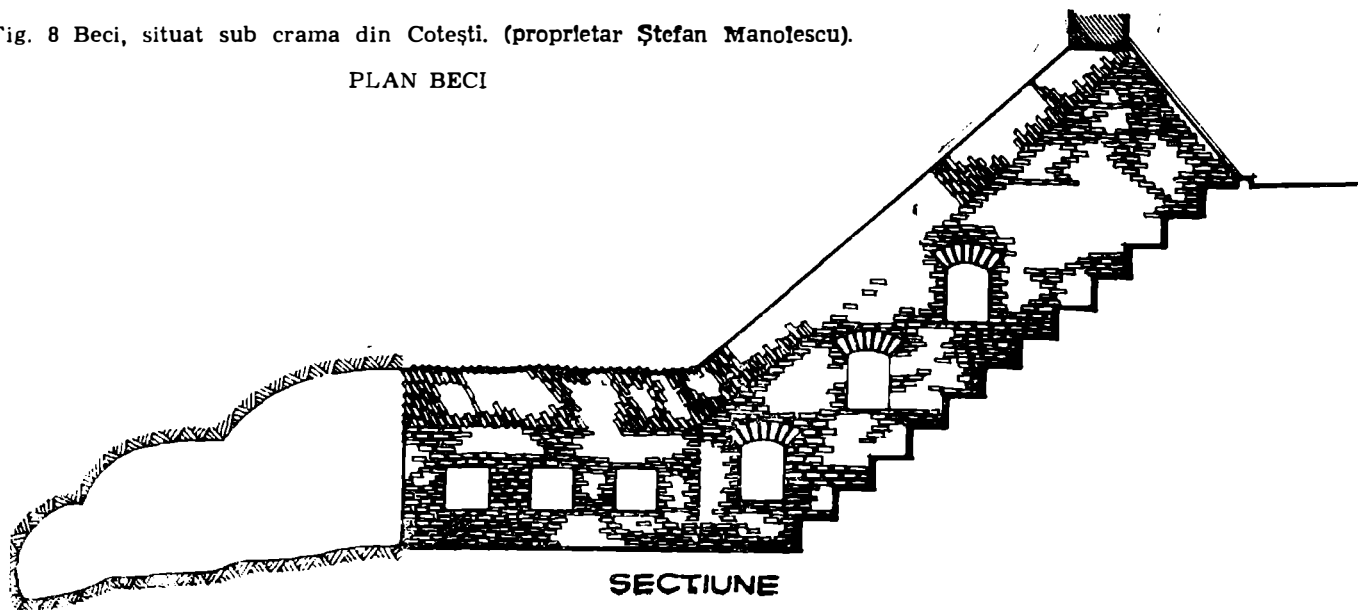 ig. 8 Beci, situat sub crama din Cotești. (proprietar Ștefan Manolescu).
PLAN BECI
SECTIUNE